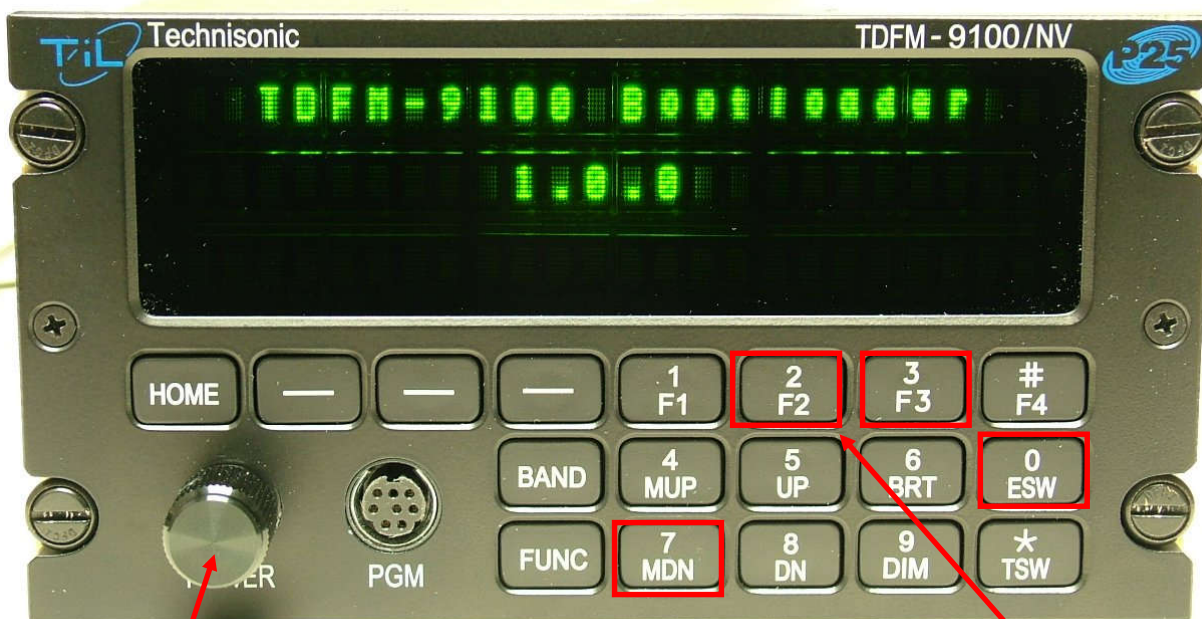 TiL Technisonic TDFM-9100/NV P25
TDFM-9100 Bootloader
1.0.0
HOME — — — 1 2 3 #
F1 F2 F3 F4
BAND 4 5 6 0
MUP UP BRT ESW
FUNC 7 8 9 *
MDN DN DIM TSW
PGM